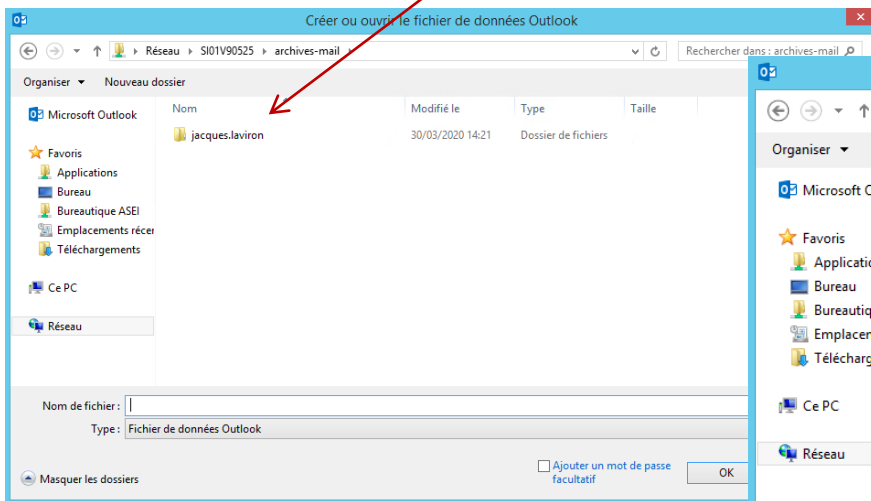 Créer ou ouvrir le fichier de données Outlook
Réseau SI01V90525 archives-mail
Rechercher dans : archives-mail
Organiser Nouveau dossier
Nom Modifié le Type Taille
Microsoft Outlook
jacques.laviron 30/03/2020 14:21 Dossier de fichiers
Favoris
Applications
Bureau
Bureautique ASEI
Emplacements récer
Téléchargements
Ce PC
Réseau
Nom de fichier :
Type : Fichier de données Outlook
Ajouter un mot de passe
facultatif
OK
Masquer les dossiers
Organiser
Microsoft O
Favoris
Applicatio
Bureau
Bureautiq
Emplacer
Télécharg
Ce PC
Réseau